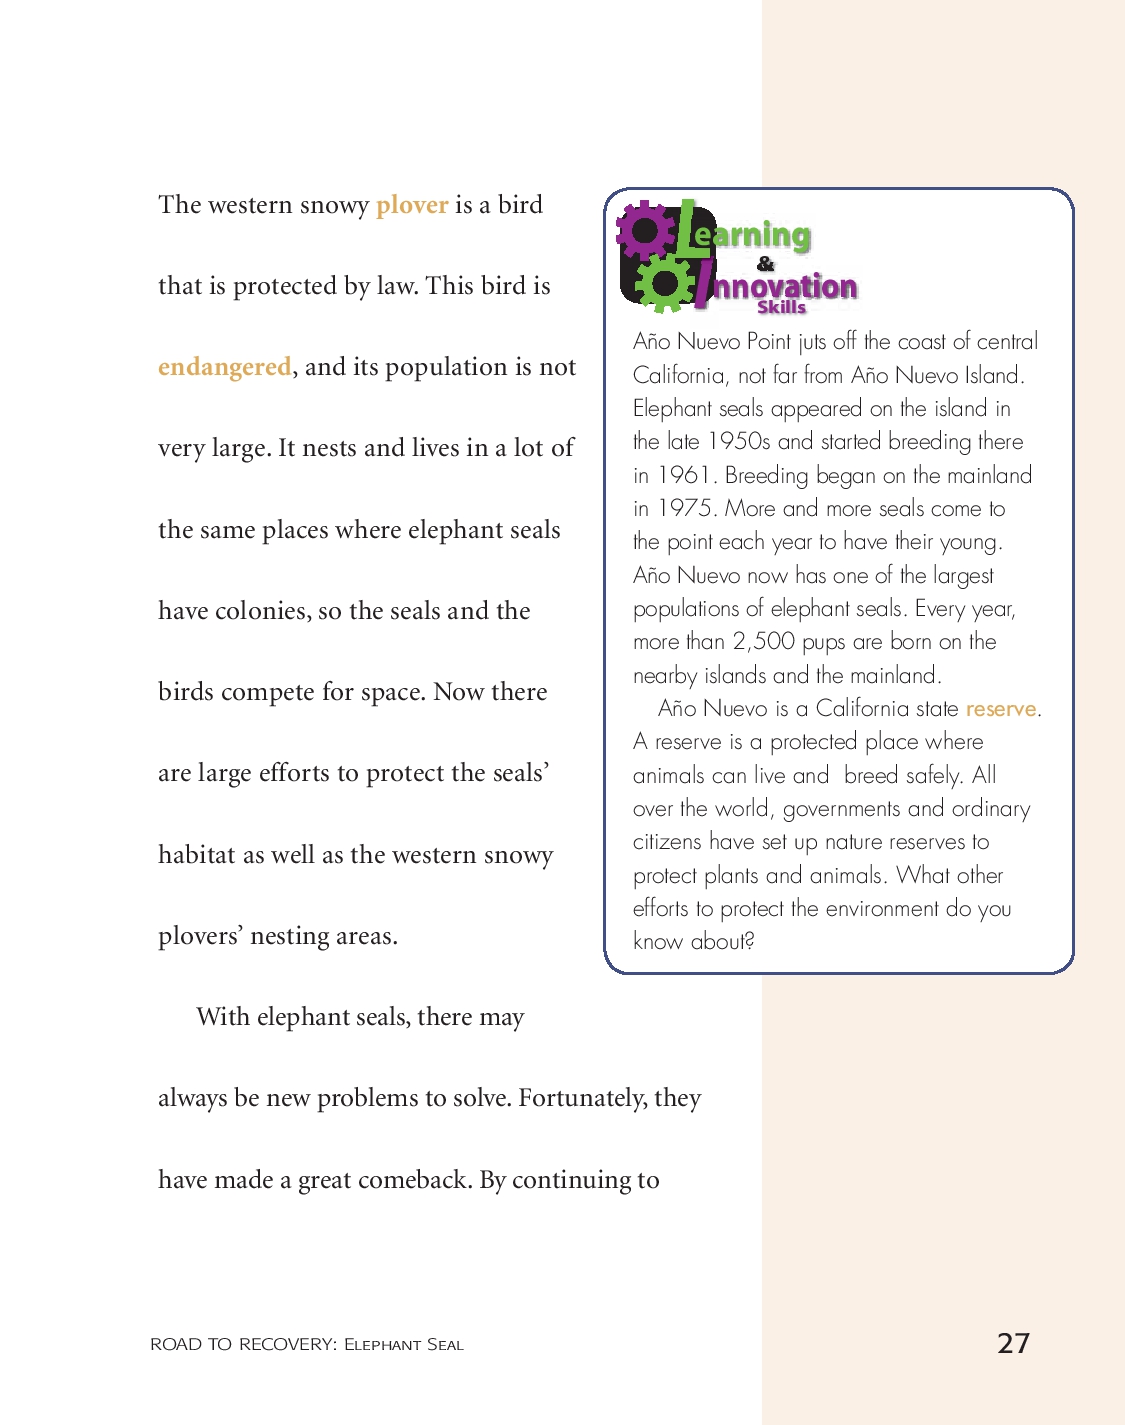 The western snowy plover is a bird
that is protected by law. This bird is
endangered, and its population is not
very large. It nests and lives in a lot of
the same places where elephant seals
have colonies, so the seals and the
birds compete for space. Now there
are large efforts to protect the seals’
habitat as well as the western snowy
plovers’ nesting areas.
With elephant seals, there may
always be new problems to solve. Fortunately, they
have made a great comeback. By continuing to
Learning
&
Innovation
Skills
Año Nuevo Point juts off the coast of central
California, not far from Año Nuevo Island.
Elephant seals appeared on the island in
the late 1950s and started breeding there
in 1961. Breeding began on the mainland
in 1975. More and more seals come to
the point each year to have their young.
Año Nuevo now has one of the largest
populations of elephant seals. Every year,
more than 2,500 pups are born on the
nearby islands and the mainland.
Año Nuevo is a California state reserve.
A reserve is a protected place where
animals can live and breed safely. All
over the world, governments and ordinary
citizens have set up nature reserves to
protect plants and animals. What other
efforts to protect the environment do you
know about?
ROAD TO RECOVERY: ELEPHANT SEAL
27